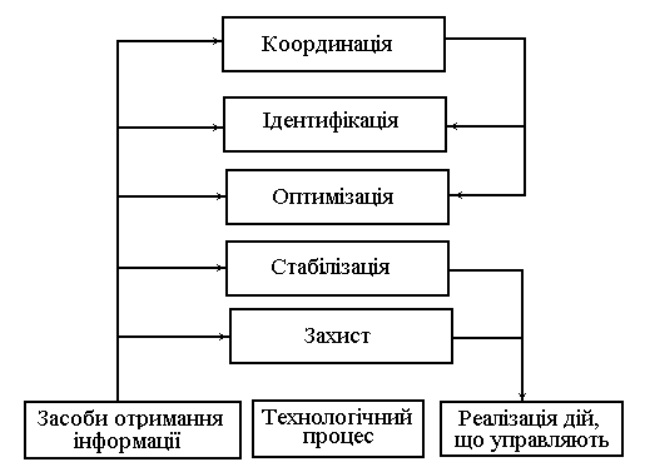 Координація
Ідентифікація
Оптимізація
Стабілізація
Захист
Засоби отримання
інформації
Технологічний
процес
Реалізація дій,
що управляють